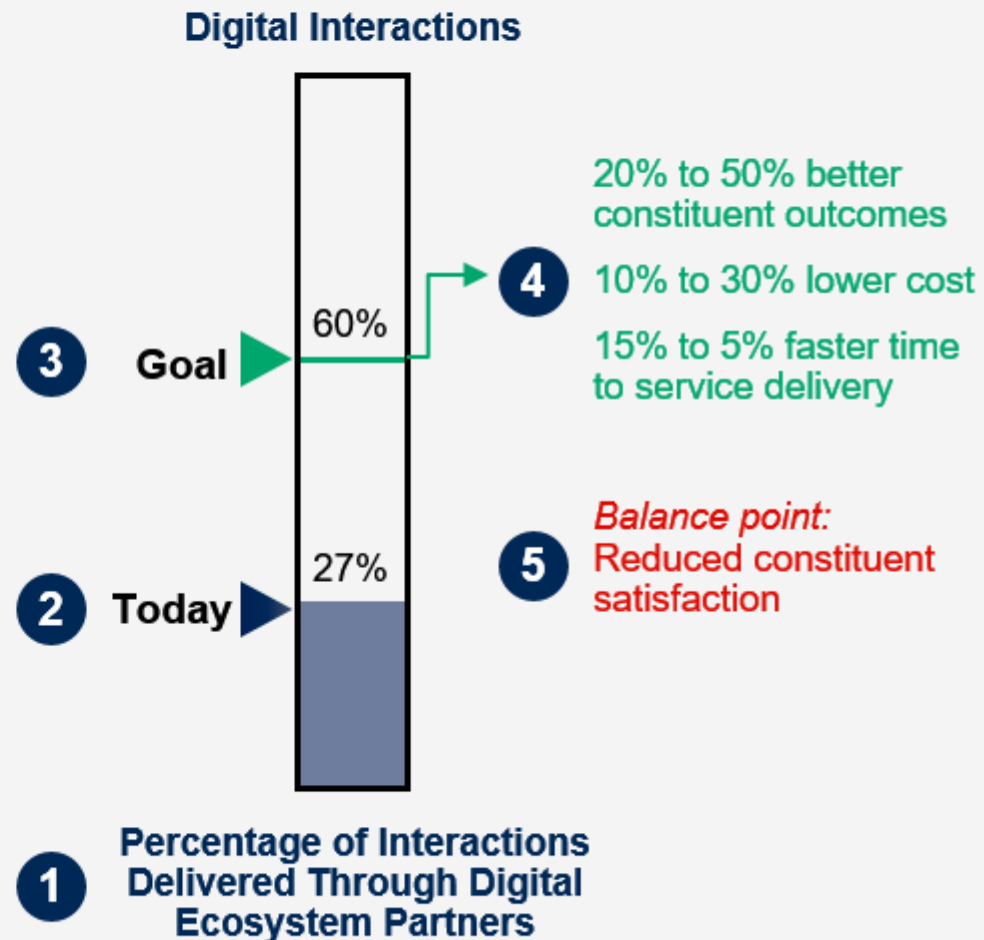 Digital Interactions
20% to 50% better
constituent outcomes
4
10% to 30% lower cost
15% to 5% faster time
to service delivery
60%
3
Goal
27%
2
Today
5
Balance point:
Reduced constituent
satisfaction
1
Percentage of Interactions
Delivered Through Digital
Ecosystem Partners